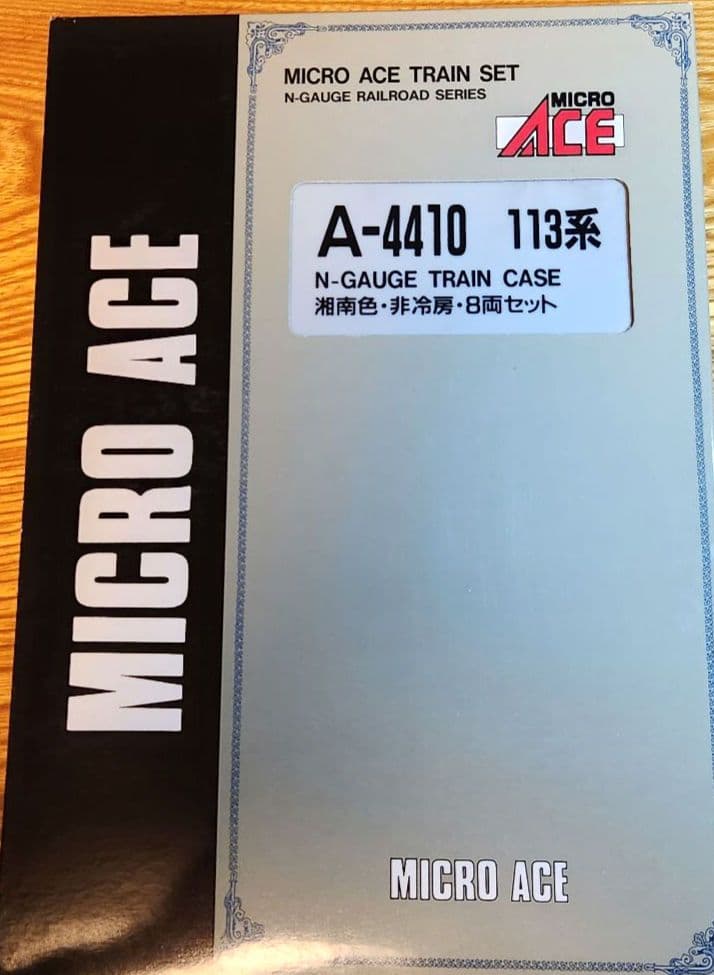 MICRO ACE
MICRO ACE TRAIN SET
N-GAUGE RAILROAD SERIES
MICRO
ACE
A-4410 113系
N-GAUGE TRAIN CASE
湘南色・非冷房・8両セット
MICRO ACE